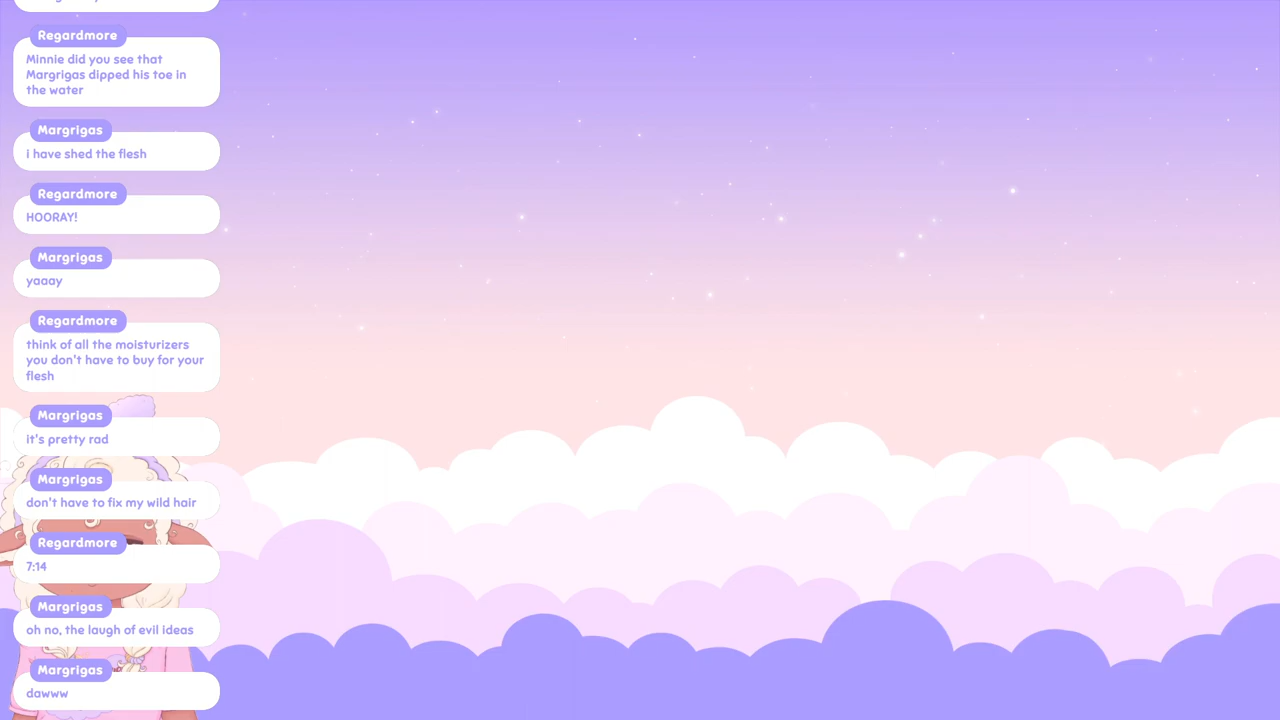 Regardmore
Minnie did you see that
Margrigas dipped his toe in
the water
Margrigas
i have shed the flesh
Regardmore
HOORAY!
Margrigas
yaaay
Regardmore
think of all the moisturizers
you don't have to buy for your
flesh
Margrigas
it's pretty rad
Margrigas
don't have to fix my wild hair
Regardmore
7:14
Margrigas
oh no, the laugh of evil ideas
Margrigas
dawww